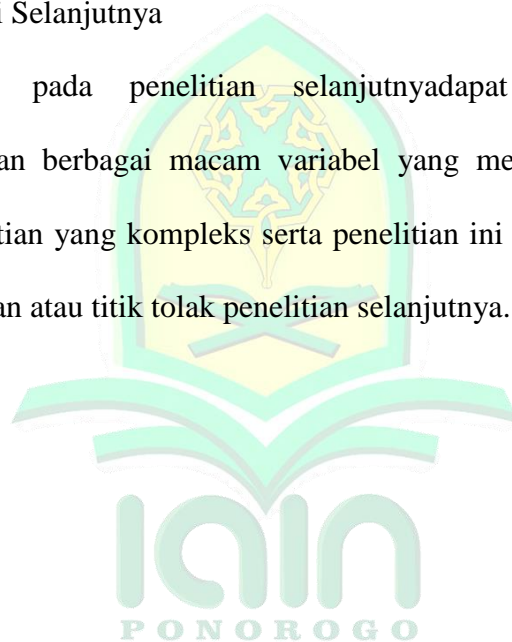 i Selanjutnya
pada penelitian selanjutnyadapat
an berbagai macam variabel yang me
tian yang kompleks serta penelitian ini
an atau titik tolak penelitian selanjutnya.
IAIN
PONOROGO